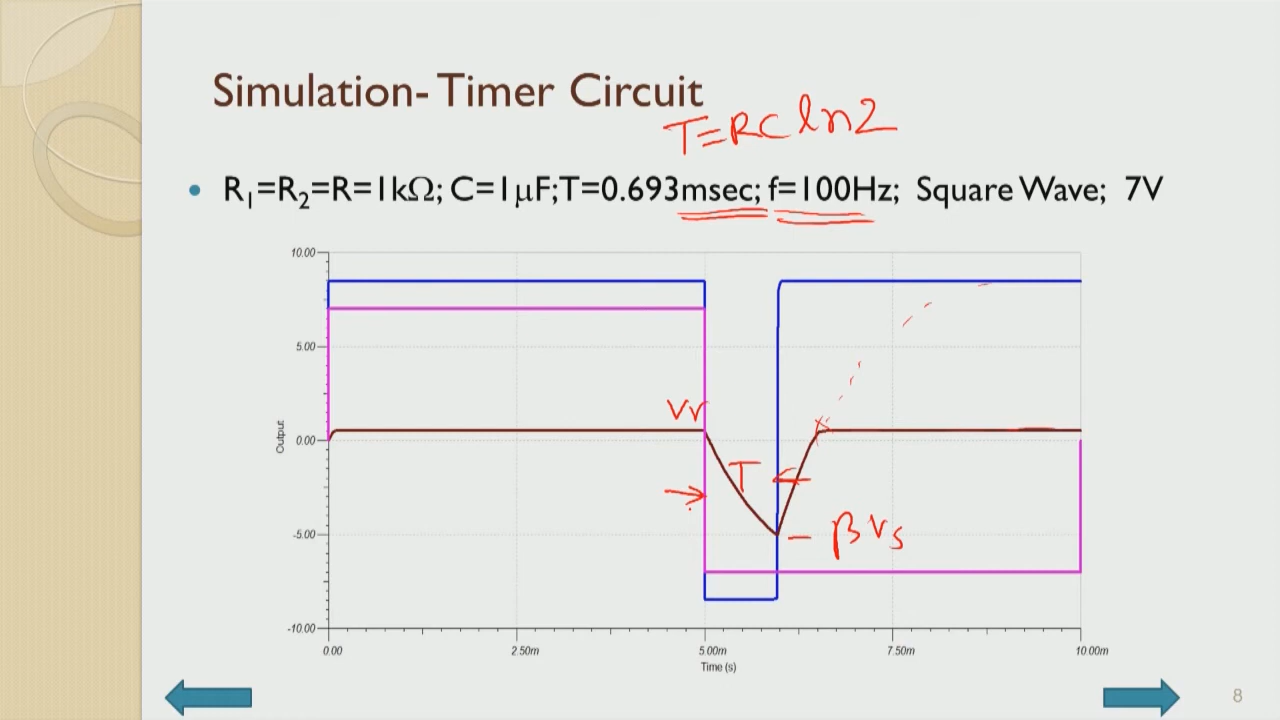 Simulation- Timer Circuit
T=RC ln2
• R₁=R₂=R=1kΩ; C=1μF;T=0.693msec; f=100Hz; Square Wave; 7V
10.00
5.00
0.00
-5.00
-10.00
Output
Vγ
T
- βVs
0.00
2.50m
5.00m
7.50m
10.00m
Time (s)
8